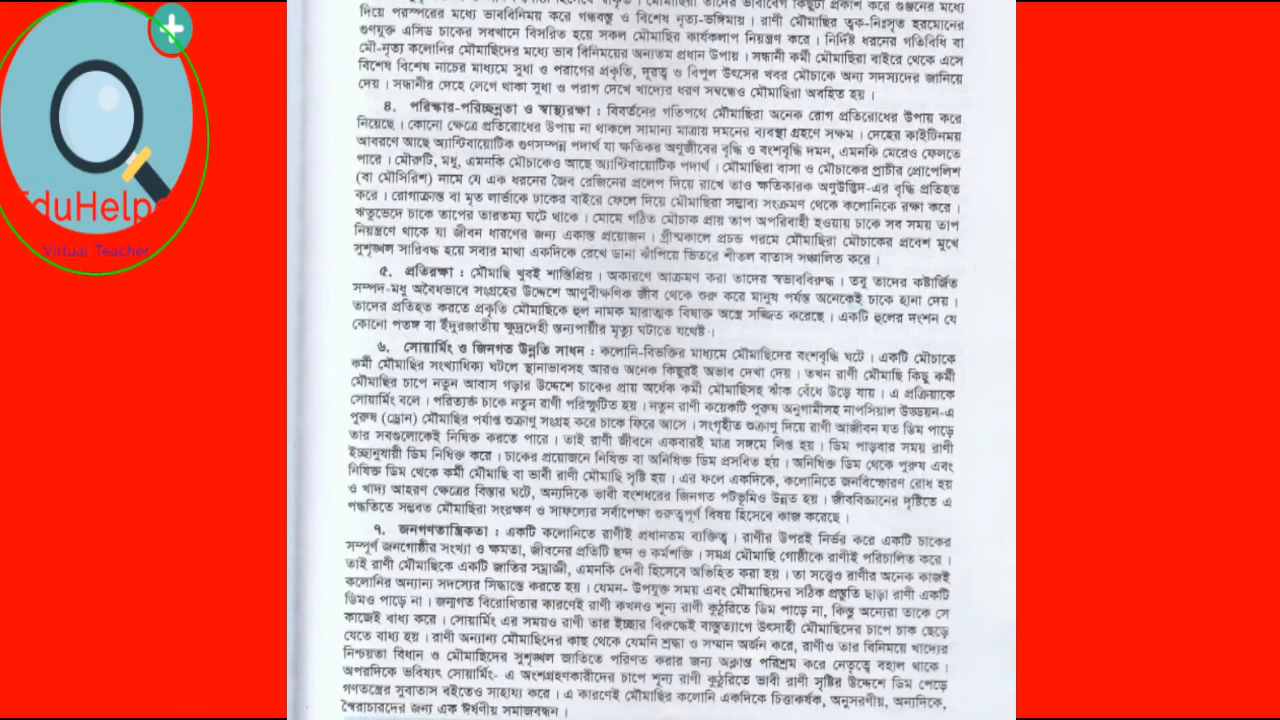 দিয়ে পরস্পরের মধ্যে ভাববিনিময় করে গন্ধবস্তু ও বিশেষ নৃত্য-ভঙ্গিমায়। রাণী মৌমাছির ত্বক-নিঃসৃত হরমোনের
গুণযুক্ত এসিড চাকের সবখানে বিসরিত হয়ে সকল মৌমাছির কার্যকলাপ নিয়ন্ত্রণ করে। নির্দিষ্ট ধরনের গতিবিধি বা
মৌ-নৃত্য কলোনির মৌমাছিদের মধ্যে ভাব বিনিময়ের অন্যতম প্রধান উপায়। সন্ধানী কর্মী মৌমাছিরা বাইরে থেকে এসে
বিশেষ বিশেষ নাচের মাধ্যমে সুধা ও পরাগের প্রকৃতি, দূরত্ব ও বিপুল উৎসের খবর মৌচাকে অন্য সদস্যদের জানিয়ে
দেয়। সন্ধানীর দেহে লেগে থাকা সুধা ও পরাগ দেখে খাদ্যের ধরণ সম্বন্ধেও মৌমাছিরা অবহিত হয়।
৪। পরিস্কার-পরিচ্ছন্নতা ও স্বাস্থ্যরক্ষা : বিবর্তনের গতিপথে মৌমাছিরা অনেক রোগ প্রতিরোধের উপায় করে
নিয়েছে। কোনো ক্ষেত্রে প্রতিরোধের উপায় না থাকলে সামান্য মাত্রায় দমনের ব্যবস্থা গ্রহণে সক্ষম। দেহের কাইটিনময়
আবরণে আছে অ্যান্টিবায়োটিক গুণসম্পন্ন পদার্থ যা ক্ষতিকর অণুজীবের বৃদ্ধি ও বংশবৃদ্ধি দমন, এমনকি মেরেও ফেলতে
পারে। মৌরুটি, মধু, এমনকি মৌচাকেও আছে অ্যান্টিবায়োটিক পদার্থ। মৌমাছিরা বাসা ও মৌচাকের প্রাচীর প্রোপেলিশ
(বা মৌসিরিশ) নামে যে এক ধরনের জৈব রেজিনের প্রলেপ দিয়ে রাখে তাও ক্ষতিকারক অণুউদ্ভিদ-এর বৃদ্ধি প্রতিহত
করে। রোগাক্রান্ত বা মৃত লার্ভাকে চাকের বাইরে ফেলে দিয়ে মৌমাছিরা সম্ভাব্য সংক্রমণ থেকে কলোনিকে রক্ষা করে।
ঋতুভেদে চাকে তাপের তারতম্য ঘটে থাকে। মোমে গঠিত মৌচাক প্রায় তাপ অপরিবাহী হওয়ায় চাকে সব সময় তাপ
নিয়ন্ত্রণে থাকে যা জীবন ধারণের জন্য একান্ত প্রয়োজন। গ্রীষ্মকালে প্রচন্ড গরমে মৌমাছিরা মৌচাকের প্রবেশ মুখে
সুশৃঙ্খল সারিবদ্ধ হয়ে সবার মাথা একদিকে রেখে ডানা ঝাঁপিয়ে ভিতরে শীতল বাতাস সঞ্চালিত করে।
৫। প্রতিরক্ষা : মৌমাছি খুবই শান্তিপ্রিয়। অকারণে আক্রমণ করা তাদের স্বভাববিরুদ্ধ। তবু তাদের কষ্টার্জিত
সম্পদ-মধু অবৈধভাবে সংগ্রহের উদ্দেশে আণুবীক্ষণিক জীব থেকে শুরু করে মানুষ পর্যন্ত অনেকেই চাকে হানা দেয়।
তাদের প্রতিহত করতে প্রকৃতি মৌমাছিকে হুল নামক মারাত্মক বিষাক্ত অস্ত্রে সজ্জিত করেছে। একটি হুলের দংশন যে
কোনো পতঙ্গ বা ইঁদুরজাতীয় ক্ষুদ্রদেহী স্তন্যপায়ীর মৃত্যু ঘটাতে যথেষ্ট।
৬। সোয়ার্মিং ও জিনগত উন্নতি সাধন : কলোনি-বিভক্তির মাধ্যমে মৌমাছিদের বংশবৃদ্ধি ঘটে। একটি মৌচাকে
কর্মী মৌমাছির সংখ্যাধিক্য ঘটলে স্থানাভাবসহ আরও অনেক কিছুরই অভাব দেখা দেয়। তখন রাণী মৌমাছি কিছু কর্মী
মৌমাছির চাপে নতুন আবাস গড়ার উদ্দেশে চাকের প্রায় অর্ধেক কর্মী মৌমাছিসহ ঝাঁক বেঁধে উড়ে যায়। এ প্রক্রিয়াকে
সোয়ার্মিং বলে। পরিত্যক্ত চাকে নতুন রাণী পরিস্ফুটিত হয়। নতুন রাণী কয়েকটি পুরুষ অনুগামীসহ নাপসিয়াল উড্ডয়ন-এ
পুরুষ (ড্রোন) মৌমাছির পর্যাপ্ত শুক্রাণু সংগ্রহ করে চাকে ফিরে আসে। সংগৃহীত শুক্রাণু দিয়ে রাণী আজীবন যত ডিম পাড়ে
তার সবগুলোকেই নিষিক্ত করতে পারে। তাই রাণী জীবনে একবারই মাত্র সঙ্গমে লিপ্ত হয়। ডিম পাড়বার সময় রাণী
ইচ্ছানুযায়ী ডিম নিষিক্ত করে। চাকের প্রয়োজনে নিষিক্ত বা অনিষিক্ত ডিম প্রসবিত হয়। অনিষিক্ত ডিম থেকে পুরুষ এবং
নিষিক্ত ডিম থেকে কর্মী মৌমাছি বা ভাবী রাণী মৌমাছি সৃষ্টি হয়। এর ফলে একদিকে, কলোনিতে জনবিস্ফোরণ রোধ হয়
ও খাদ্য আহরণ ক্ষেত্রের বিস্তার ঘটে, অন্যদিকে ভাবী বংশধরের জিনগত পটভূমিও উন্নত হয়। জীববিজ্ঞানের দৃষ্টিতে এ
পদ্ধতিতে সম্ভবত মৌমাছিরা সংরক্ষণ ও সাফল্যের সর্বাপেক্ষা গুরুত্বপূর্ণ বিষয় হিসেবে কাজ করেছে।
৭। জনগণতান্ত্রিকতা : একটি কলোনিতে রাণীই প্রধানতম ব্যক্তিত্ব। রাণীর উপরই নির্ভর করে একটি চাকের
সম্পূর্ণ জনগোষ্ঠীর সংখ্যা ও ক্ষমতা, জীবনের প্রতিটি ছন্দ ও কর্মশক্তি। সমগ্র মৌমাছি গোষ্ঠীকে রাণীই পরিচালিত করে।
তাই রাণী মৌমাছিকে একটি জাতির সম্রাজ্ঞী, এমনকি দেবী হিসেবে অভিহিত করা হয়। তা সত্ত্বেও রাণীর অনেক কাজই
কলোনির অন্যান্য সদস্যের সিদ্ধান্তে করতে হয়। যেমন- উপযুক্ত সময় এবং মৌমাছিদের সঠিক প্রস্তুতি ছাড়া রাণী একটি
ডিমও পাড়ে না। জন্মগত বিরোধিতার কারণেই রাণী কখনও শূন্য রাণী কুঠুরিতে ডিম পাড়ে না, কিন্তু অন্যেরা তাকে সে
কাজেই বাধ্য করে। সোয়ার্মিং এর সময়ও রাণী তার ইচ্ছার বিরুদ্ধেই বাস্তুত্যাগে উৎসাহী মৌমাছিদের চাপে চাক ছেড়ে
যেতে বাধ্য হয়। রাণী অন্যান্য মৌমাছিদের কাছ থেকে যেমনি শ্রদ্ধা ও সম্মান অর্জন করে, রাণীও তার বিনিময়ে খাদ্যের
নিশ্চয়তা বিধান ও মৌমাছিদের সুশৃঙ্খল জাতিতে পরিণত করার জন্য অক্লান্ত পরিশ্রম করে নেতৃত্বে বহাল থাকে।
অপরদিকে ভবিষ্যৎ সোয়ার্মিং- এ অংশগ্রহণকারীদের চাপে শূন্য রাণী কুঠুরিতে ভাবী রাণী সৃষ্টির উদ্দেশে ডিম পেড়ে
গণতন্ত্রের সুবাতাস বইতেও সাহায্য করে। এ কারণেই মৌমাছির কলোনি একদিকে চিত্তাকর্ষক, অনুসরণীয়, অন্যদিকে,
স্বৈরাচারদের জন্য এক ঈর্ষণীয় সমাজবন্ধন।
EduHelp
Virtual Teacher